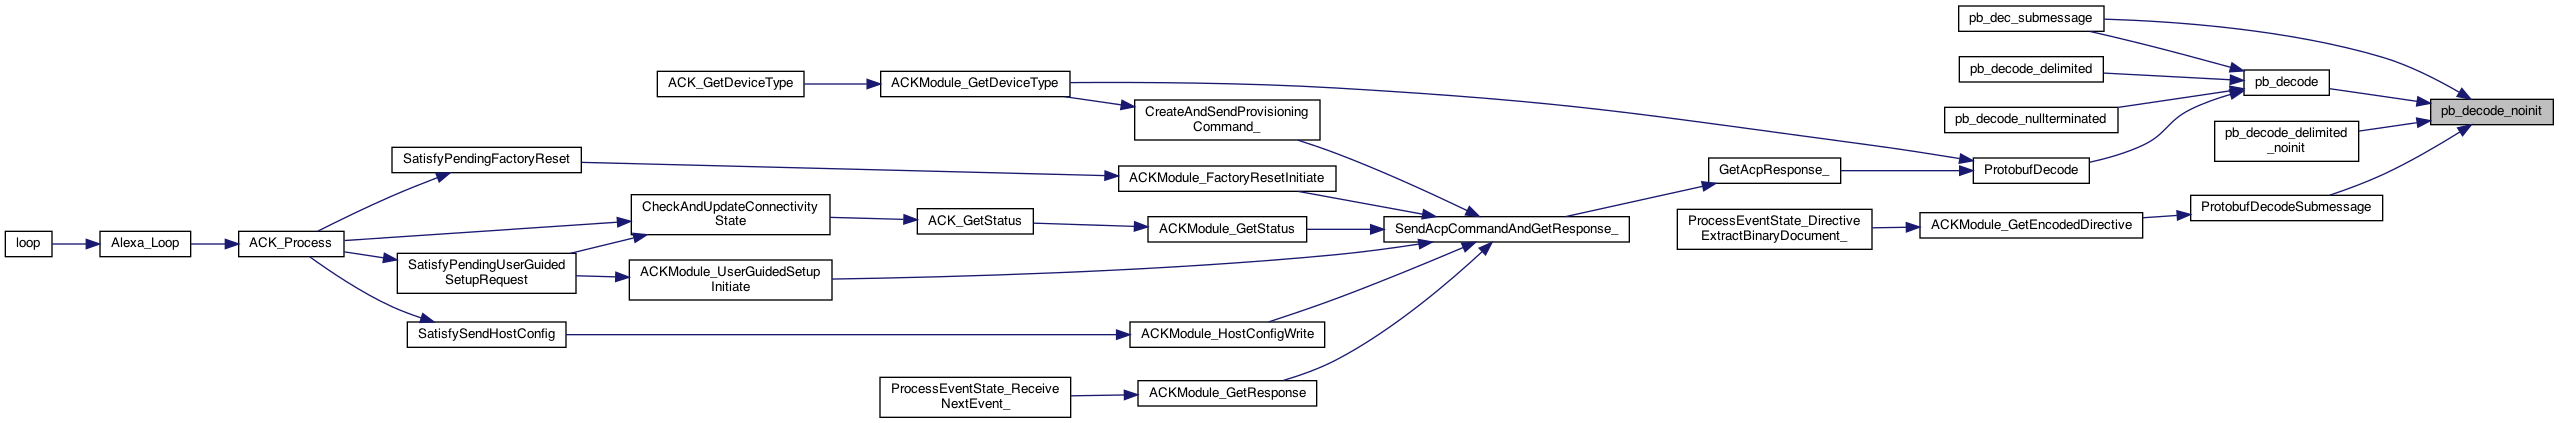 pb_dec_submessage
pb_decode_delimited
pb_decode
pb_decode_noinit
ACK_GetDeviceType
ACKModule_GetDeviceType
CreateAndSendProvisioning
Command_
pb_decode_nullterminated
pb_decode_delimited
_noinit
SatisfyPendingFactoryReset
ACKModule_FactoryResetInitiate
GetAcpResponse_
ProtobufDecode
CheckAndUpdateConnectivity
State
ACK_GetStatus
ACKModule_GetStatus
SendAcpCommandAndGetResponse_
ProcessEventState_Directive
ExtractBinaryDocument_
ACKModule_GetEncodedDirective
ProtobufDecodeSubmessage
loop
Alexa_Loop
ACK_Process
SatisfyPendingUserGuided
SetupRequest
ACKModule_UserGuidedSetup
Initiate
SatisfySendHostConfig
ACKModule_HostConfigWrite
ProcessEventState_Receive
NextEvent_
ACKModule_GetResponse